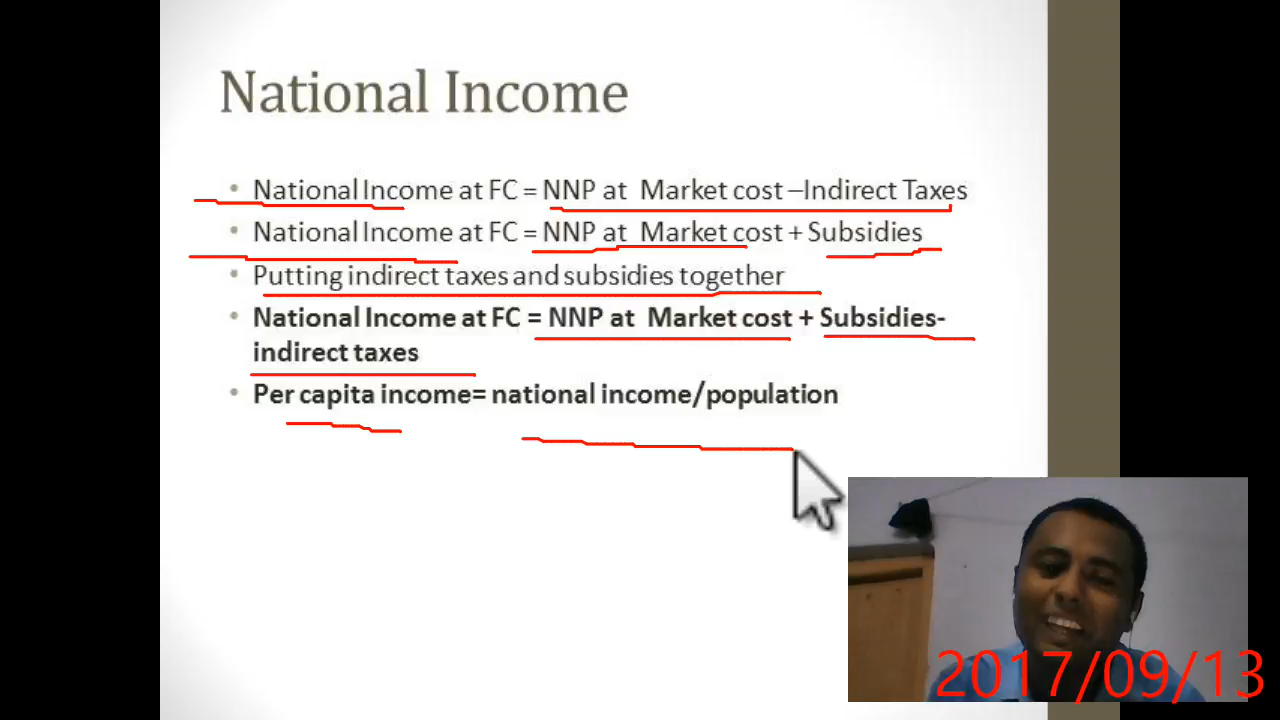 National Income
• National Income at FC = NNP at Market cost –Indirect Taxes
• National Income at FC = NNP at Market cost + Subsidies
• Putting indirect taxes and subsidies together
• National Income at FC = NNP at Market cost + Subsidies-
indirect taxes
• Per capita income= national income/population
2017/09/13